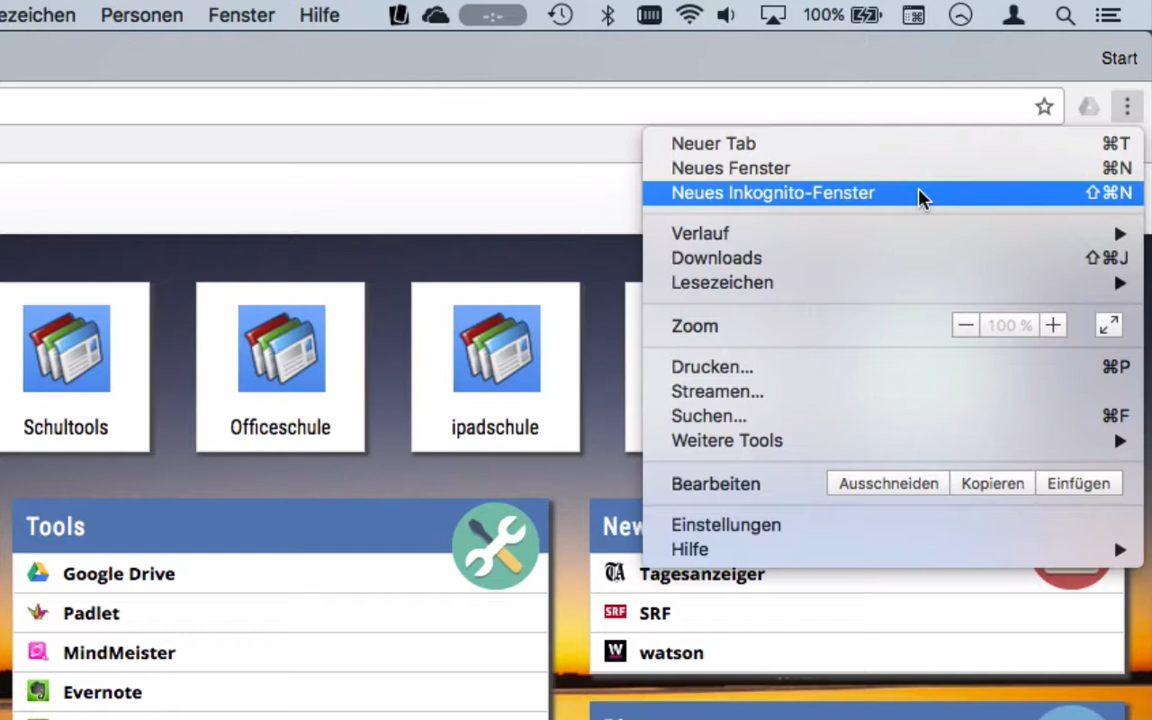 ezeichen Personen Fenster Hilfe -:- 100%
Start
Neuer Tab ⌘T
Neues Fenster ⌘N
Neues Inkognito-Fenster ⇧⌘N
Verlauf
Downloads ⇧⌘J
Lesezeichen
Zoom − 100 % +
Drucken... ⌘P
Streamen...
Suchen... ⌘F
Weitere Tools
Bearbeiten Ausschneiden Kopieren Einfügen
Einstellungen
Hilfe
Schultools Officeschule ipadschule
Tools
Google Drive
Padlet
MindMeister
Evernote
New
Tagesanzeiger
SRF SRF
W watson